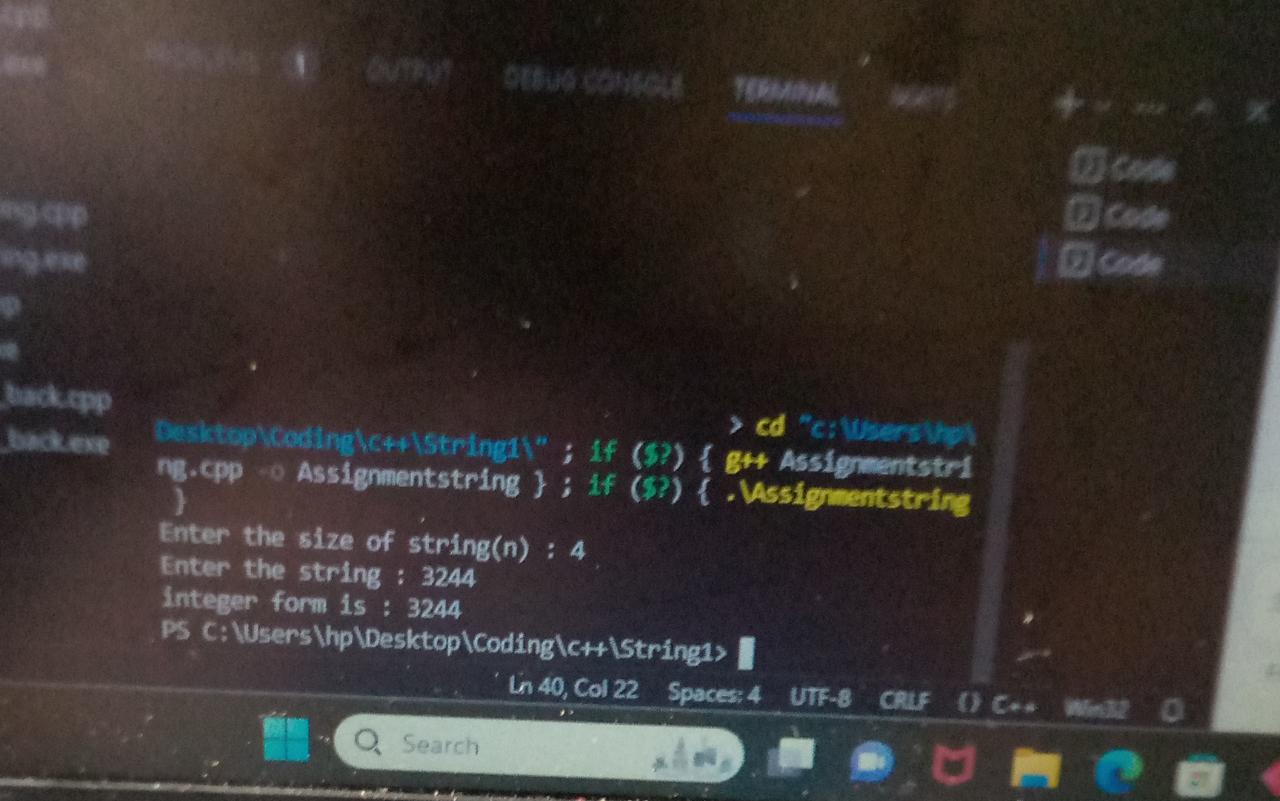 OUTPUT
DEBUG CONSOLE
TERMINAL
Code
Code
Code
ing.cpp
ing.exe
_back.cpp
_back.exe
> cd "c:\Users\hp\
Desktop\Coding\c++\String1\" ; if ($?) { g++ Assignmentstri
ng.cpp -o Assignmentstring } ; if ($?) { .\Assignmentstring
}
Enter the size of string(n) : 4
Enter the string : 3244
integer form is : 3244
PS C:\Users\hp\Desktop\Coding\c++\String1>
Ln 40, Col 22 Spaces: 4 UTF-8 CRLF {} C++ Win32
Search